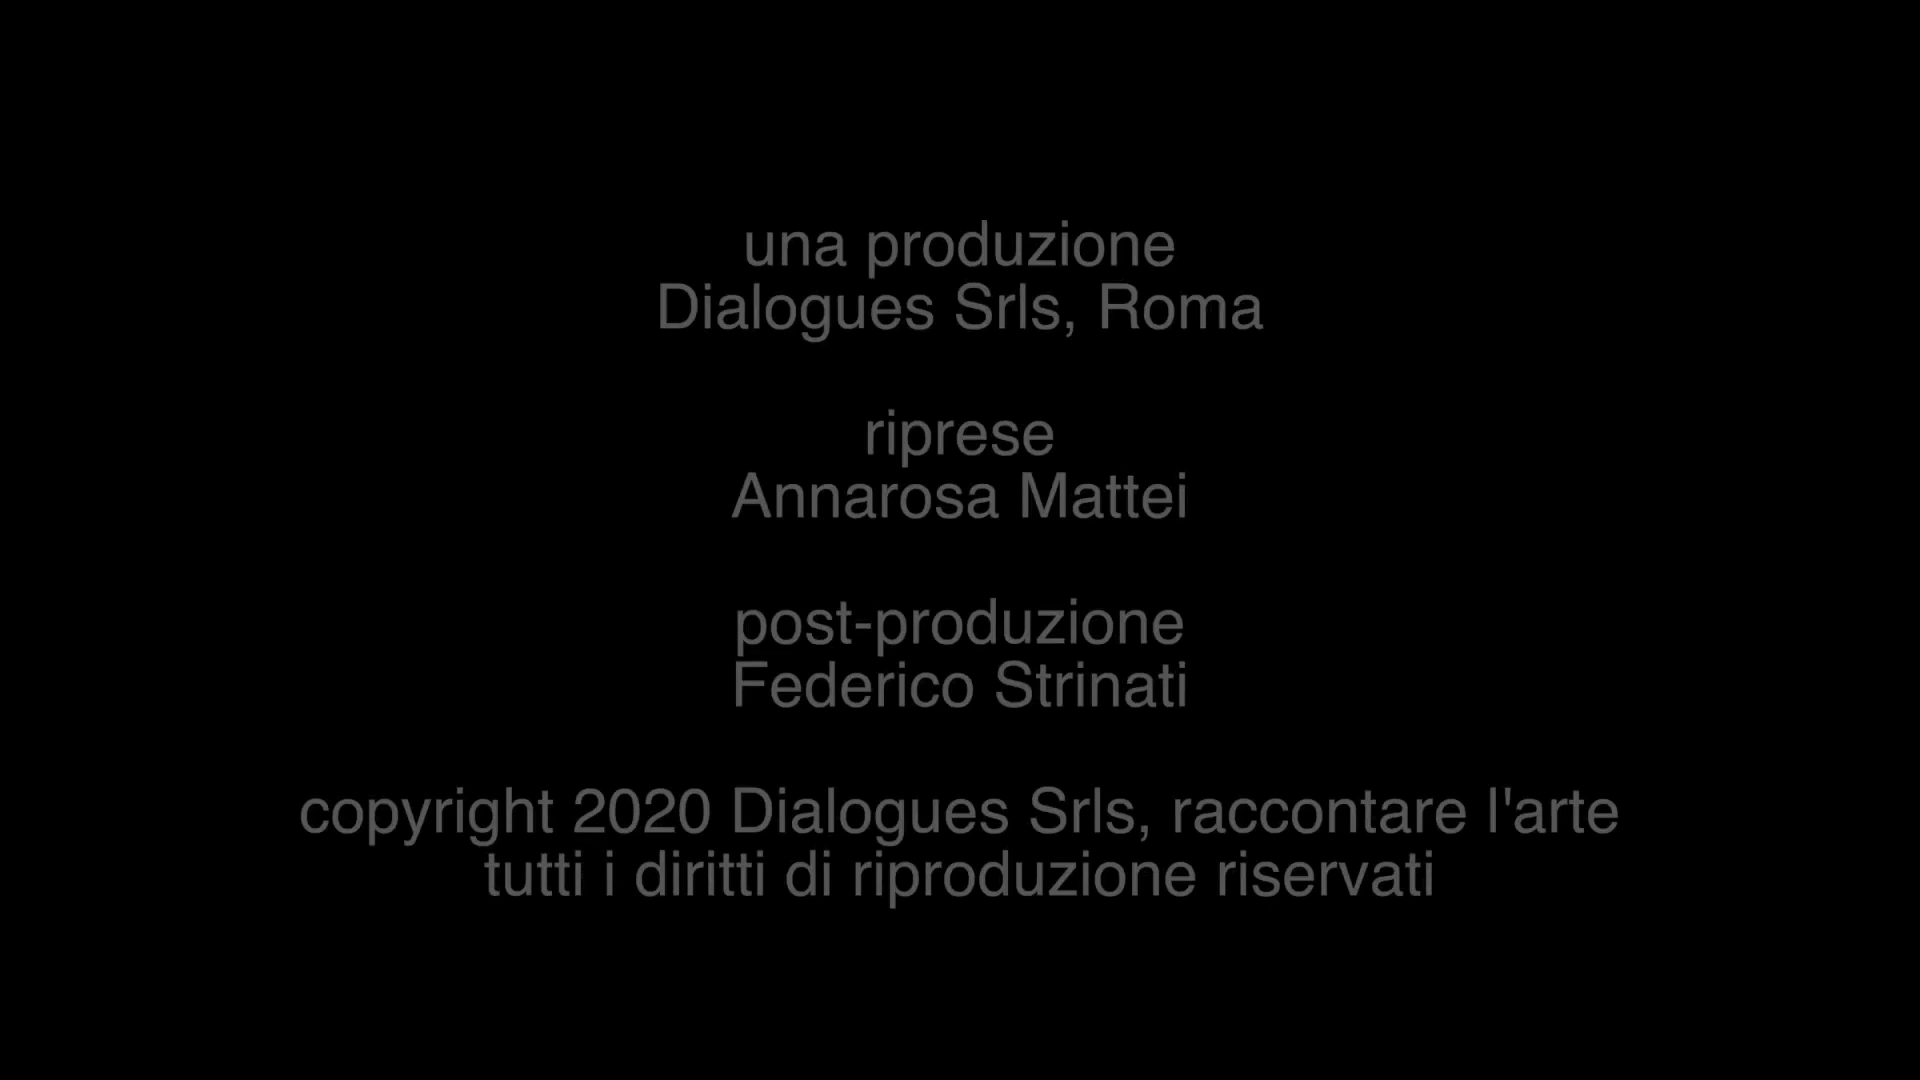 una produzione
Dialogues Srls, Roma
riprese
Annarosa Mattei
post-produzione
Federico Strinati
copyright 2020 Dialogues Srls, raccontare l'arte
tutti i diritti di riproduzione riservati